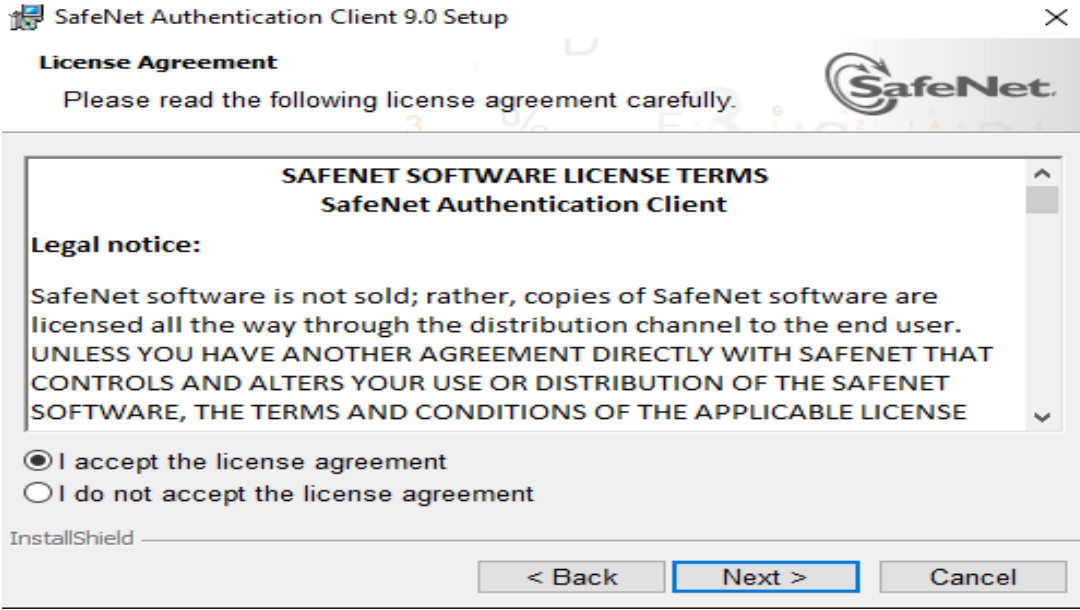 SafeNet Authentication Client 9.0 Setup
License Agreement
Please read the following license agreement carefully.
SafeNet.
SAFENET SOFTWARE LICENSE TERMS
SafeNet Authentication Client
Legal notice:
SafeNet software is not sold; rather, copies of SafeNet software are
licensed all the way through the distribution channel to the end user.
UNLESS YOU HAVE ANOTHER AGREEMENT DIRECTLY WITH SAFENET THAT
CONTROLS AND ALTERS YOUR USE OR DISTRIBUTION OF THE SAFENET
SOFTWARE, THE TERMS AND CONDITIONS OF THE APPLICABLE LICENSE
I accept the license agreement
I do not accept the license agreement
InstallShield
< Back
Next >
Cancel